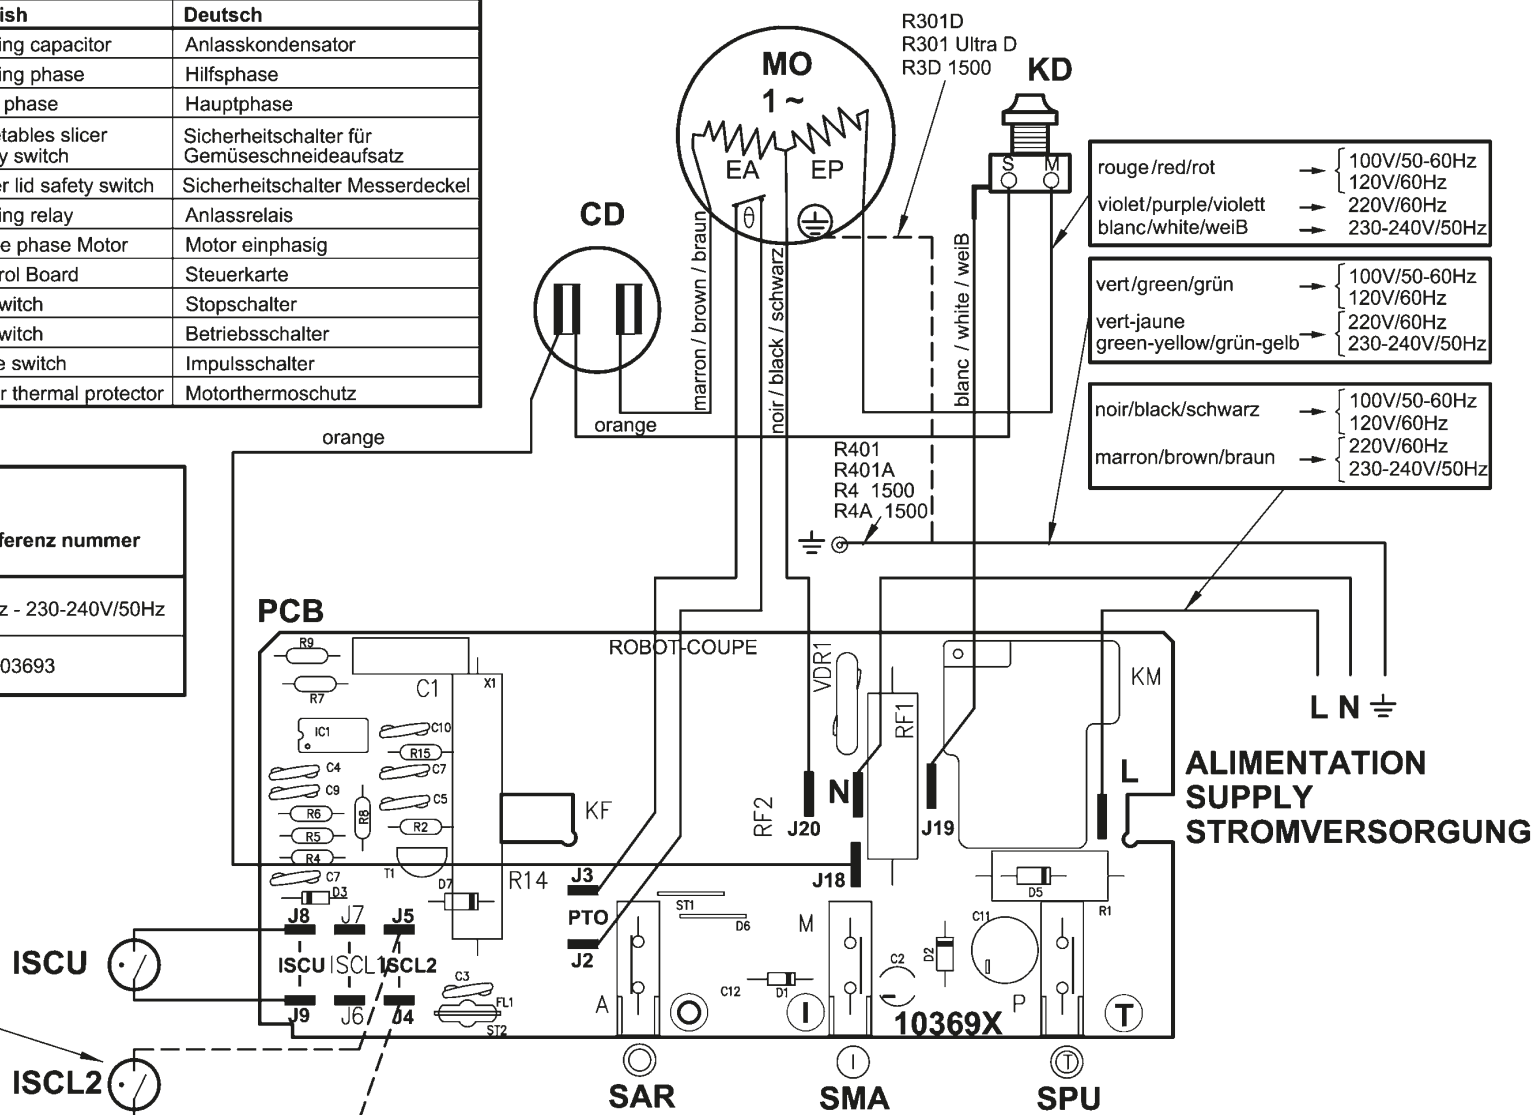 ish Deutsch
ing capacitor Anlasskondensator
ing phase Hilfsphase
phase Hauptphase
etables slicer Sicherheitschalter für
y switch Gemüseschneideaufsatz
er lid safety switch Sicherheitschalter Messerdeckel
ing relay Anlassrelais
e phase Motor Motor einphasig
rol Board Steuerkarte
witch Stopschalter
witch Betriebsschalter
e switch Impulsschalter
r thermal protector Motorthermoschutz
ferenz nummer
z - 230-240V/50Hz
03693
MO
1 ~
EA EP
θ
CD
R301D
R301 Ultra D
R3D 1500
KD
S M
rouge/red/rot 100V/50-60Hz
120V/60Hz
violet/purple/violett 220V/60Hz
blanc/white/weiB 230-240V/50Hz
vert/green/grün 100V/50-60Hz
120V/60Hz
vert-jaune 220V/60Hz
green-yellow/grün-gelb 230-240V/50Hz
noir/black/schwarz 100V/50-60Hz
120V/60Hz
marron/brown/braun 220V/60Hz
230-240V/50Hz
marron / brown / braun
noir / black / schwarz
blanc / white / weiB
orange
orange
R401
R401A
R4 1500
R4A 1500
L N
ALIMENTATION
SUPPLY
STROMVERSORGUNG
PCB
ROBOT-COUPE
R9
R7
IC1
C1
X1
C10
R15
C7
C4
C9
C5
R6
R8
R5
R2
R4
C7
T1
D3
D7
R14
KF
VDR1
RF1
RF2
KM
J20
N
J19
L
J18
J3
PTO
J2
ST1
D6
D5
R1
J8 J7 J5
ISCU ISCL1 ISCL2
J9 J6 J4
C3
FL1
ST2
A
O
C12
D1
I
M
C2
D2
C11
P
T
10369X
ISCU
ISCL2
I
T
SAR SMA SPU